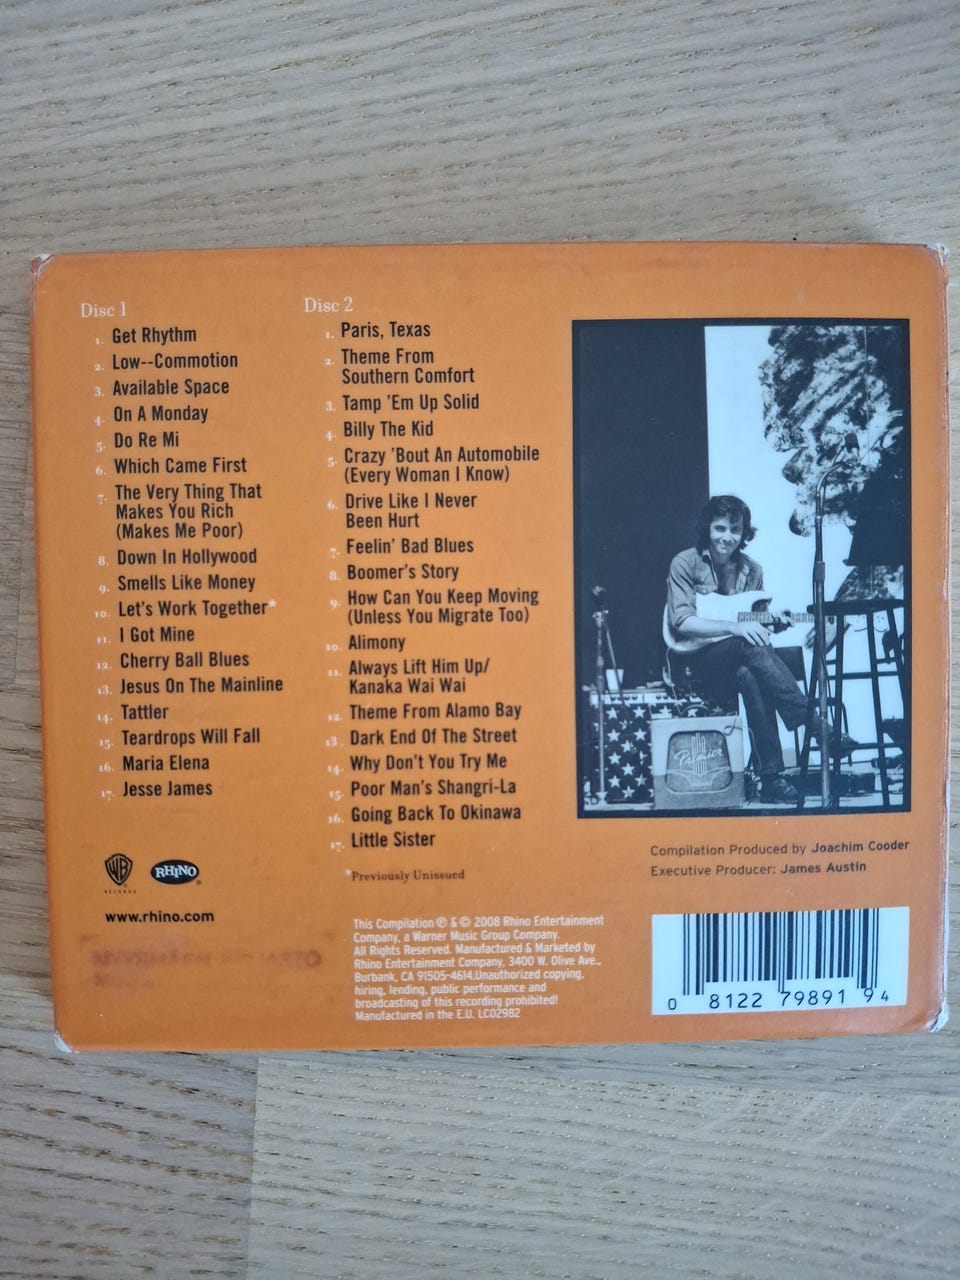 Disc 1
1. Get Rhythm
2. Low--Commotion
3. Available Space
4. On A Monday
5. Do Re Mi
6. Which Came First
7. The Very Thing That
Makes You Rich
(Makes Me Poor)
8. Down In Hollywood
9. Smells Like Money
10. Let's Work Together*
11. I Got Mine
12. Cherry Ball Blues
13. Jesus On The Mainline
14. Tattler
15. Teardrops Will Fall
16. Maria Elena
17. Jesse James
Disc 2
1. Paris, Texas
2. Theme From
Southern Comfort
3. Tamp 'Em Up Solid
4. Billy The Kid
5. Crazy 'Bout An Automobile
(Every Woman I Know)
6. Drive Like I Never
Been Hurt
7. Feelin' Bad Blues
8. Boomer's Story
9. How Can You Keep Moving
(Unless You Migrate Too)
10. Alimony
11. Always Lift Him Up/
Kanaka Wai Wai
12. Theme From Alamo Bay
13. Dark End Of The Street
14. Why Don't You Try Me
15. Poor Man's Shangri-La
16. Going Back To Okinawa
17. Little Sister
*Previously Unissued
Premier
Compilation Produced by Joachim Cooder
Executive Producer: James Austin
WB
RECORDS
RHINO®
www.rhino.com
This Compilation ℗ & © 2008 Rhino Entertainment
Company, a Warner Music Group Company.
All Rights Reserved. Manufactured & Marketed by
Rhino Entertainment Company, 3400 W. Olive Ave.,
Burbank, CA 91505-4614.Unauthorized copying,
hiring, lending, public performance and
broadcasting of this recording prohibited!
Manufactured in the E.U. LC02982
0 81227 98919 4